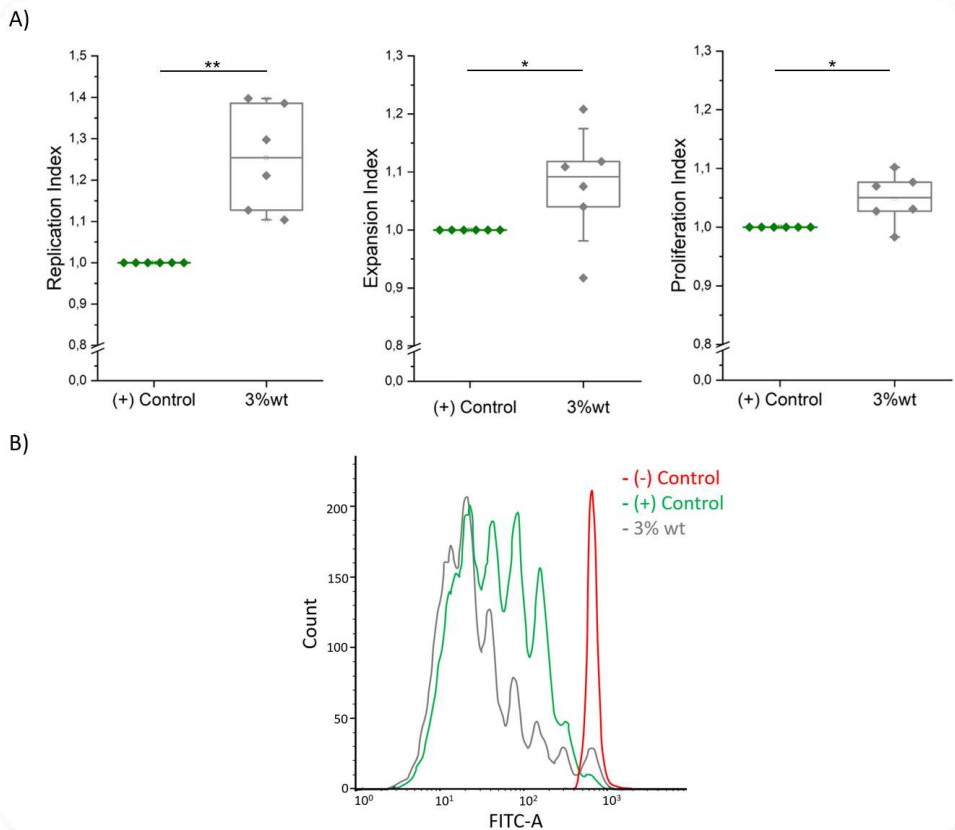 A)
Replication Index
1,5
1,4
1,3
1,2
1,1
1,0
0,9
0,8
0,0
**
(+) Control
3%wt
Expansion Index
1,3
1,2
1,1
1,0
0,9
0,8
0,0
*
(+) Control
3%wt
Proliferation Index
1,3
1,2
1,1
1,0
0,9
0,8
0,0
*
(+) Control
3%wt
B)
- (-) Control
- (+) Control
- 3% wt
Count
200
150
100
50
0
10⁰
10¹
10²
10³
FITC-A